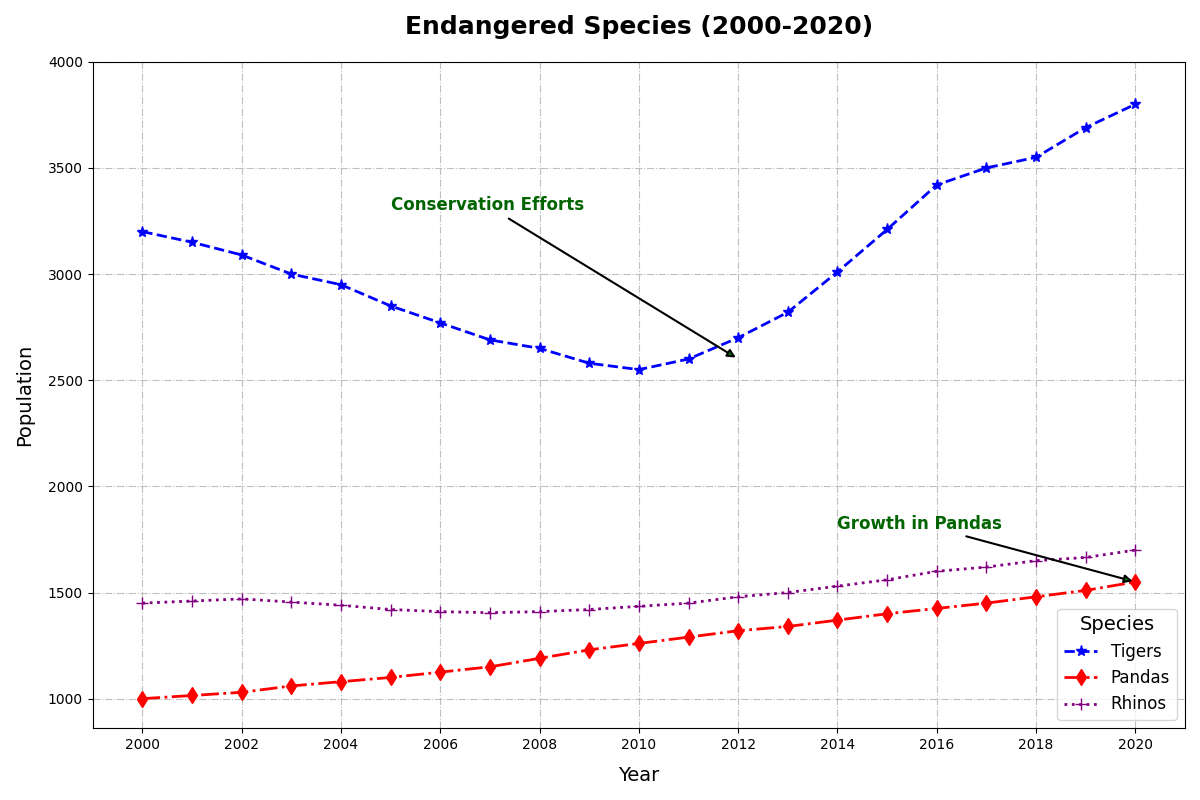 Endangered Species (2000-2020)
Population
4000
3500
3000
2500
2000
1500
1000
Conservation Efforts
Growth in Pandas
Species
Tigers
Pandas
Rhinos
2000 2002 2004 2006 2008 2010 2012 2014 2016 2018 2020
Year